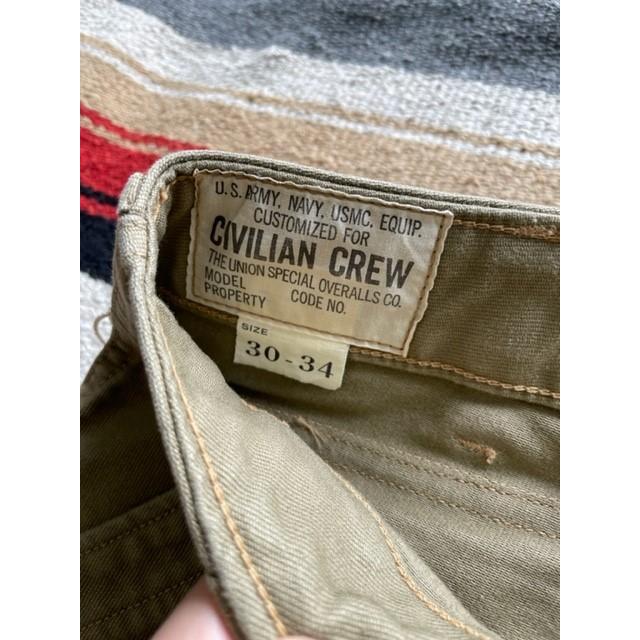 U.S. ARMY, NAVY, USMC, EQUIP.
CUSTOMIZED FOR
CIVILIAN CREW
THE UNION SPECIAL OVERALLS CO.
MODEL CODE NO.
PROPERTY
SIZE
30-34